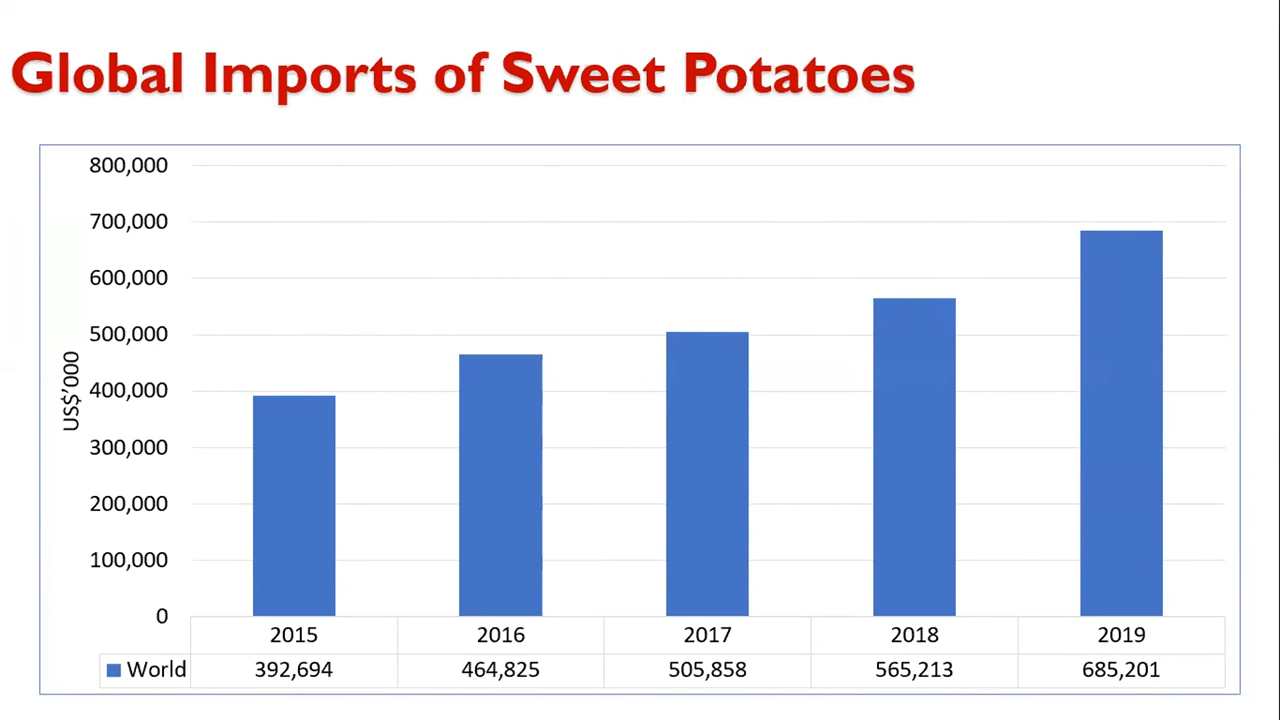 Global Imports of Sweet Potatoes
800,000
700,000
600,000
500,000
400,000
300,000
200,000
100,000
0
US$'000
2015 2016 2017 2018 2019
World 392,694 464,825 505,858 565,213 685,201